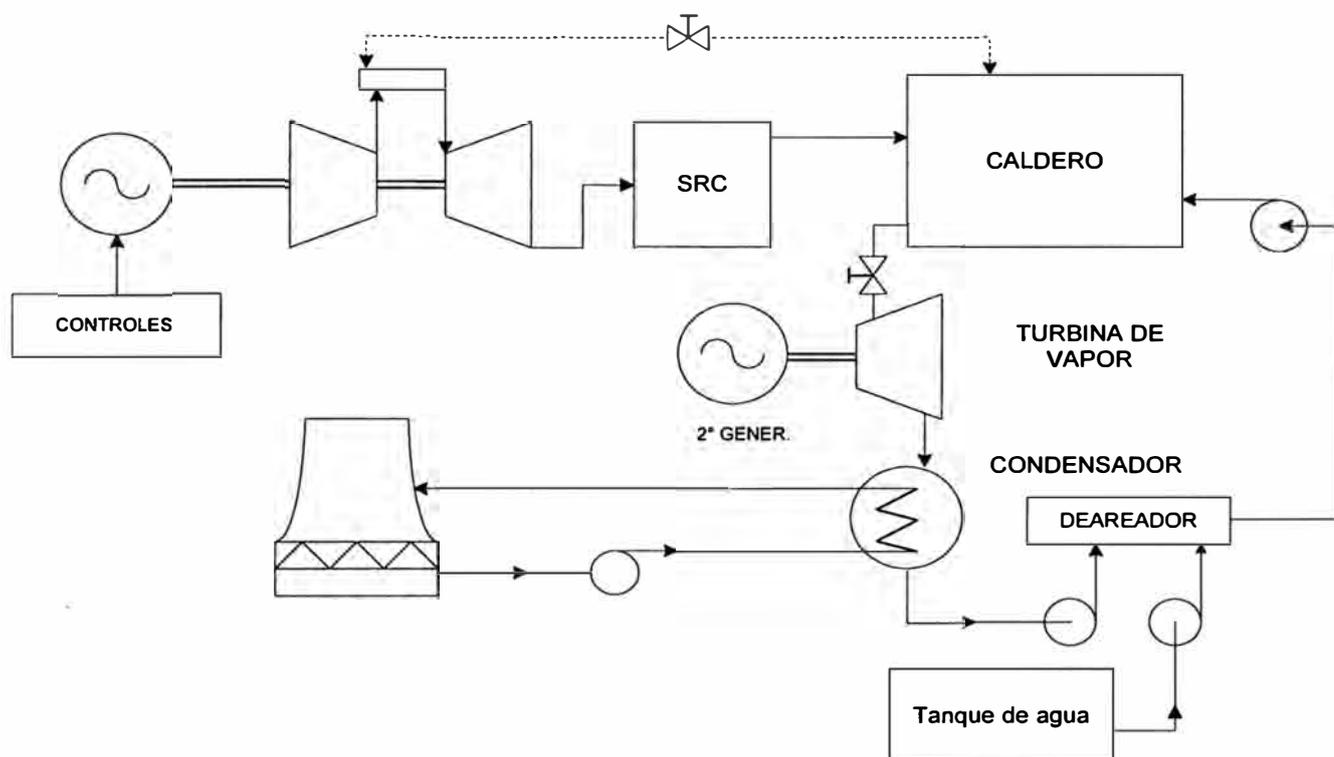 CALDERO
SRC
CONTROLES
TURBINA DE
VAPOR
2° GENER.
CONDENSADOR
DEAREADOR
Tanque de agua